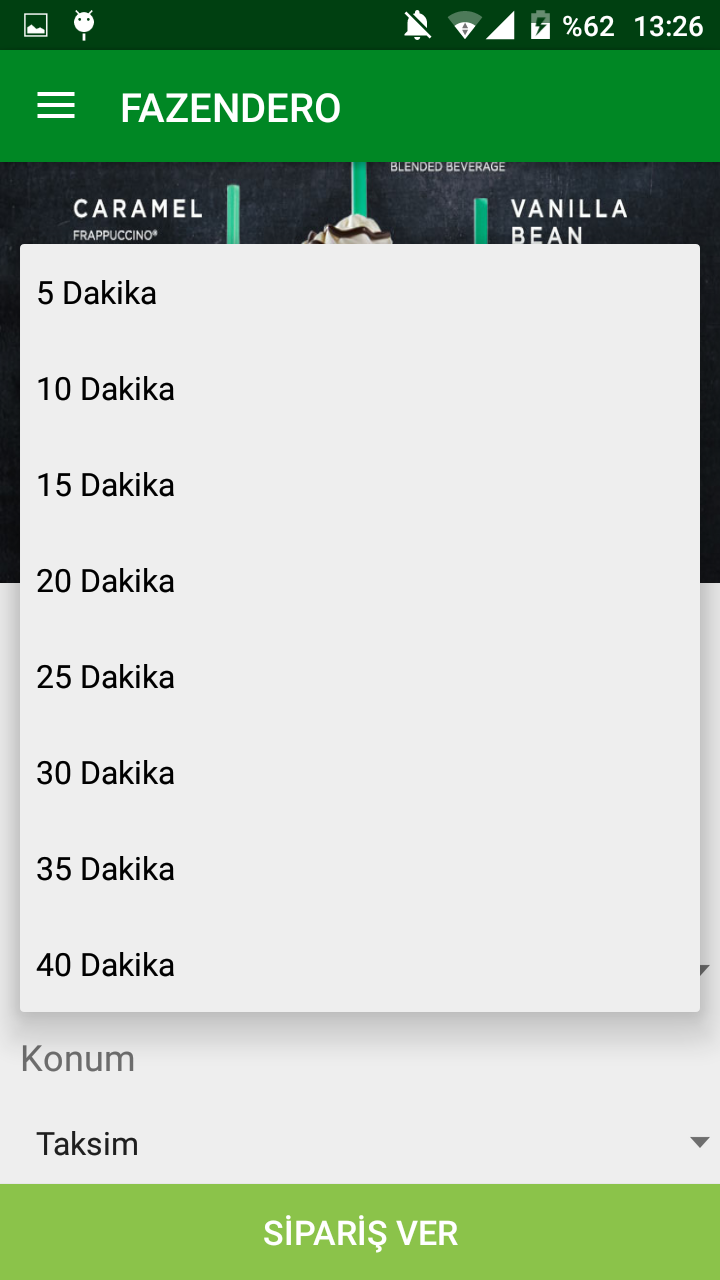 %62 13:26
FAZENDERO
BLENDED BEVERAGE
CARAMEL
FRAPPUCCINO®
VANILLA
BEAN
5 Dakika
10 Dakika
15 Dakika
20 Dakika
25 Dakika
30 Dakika
35 Dakika
40 Dakika
Konum
Taksim
SİPARİŞ VER